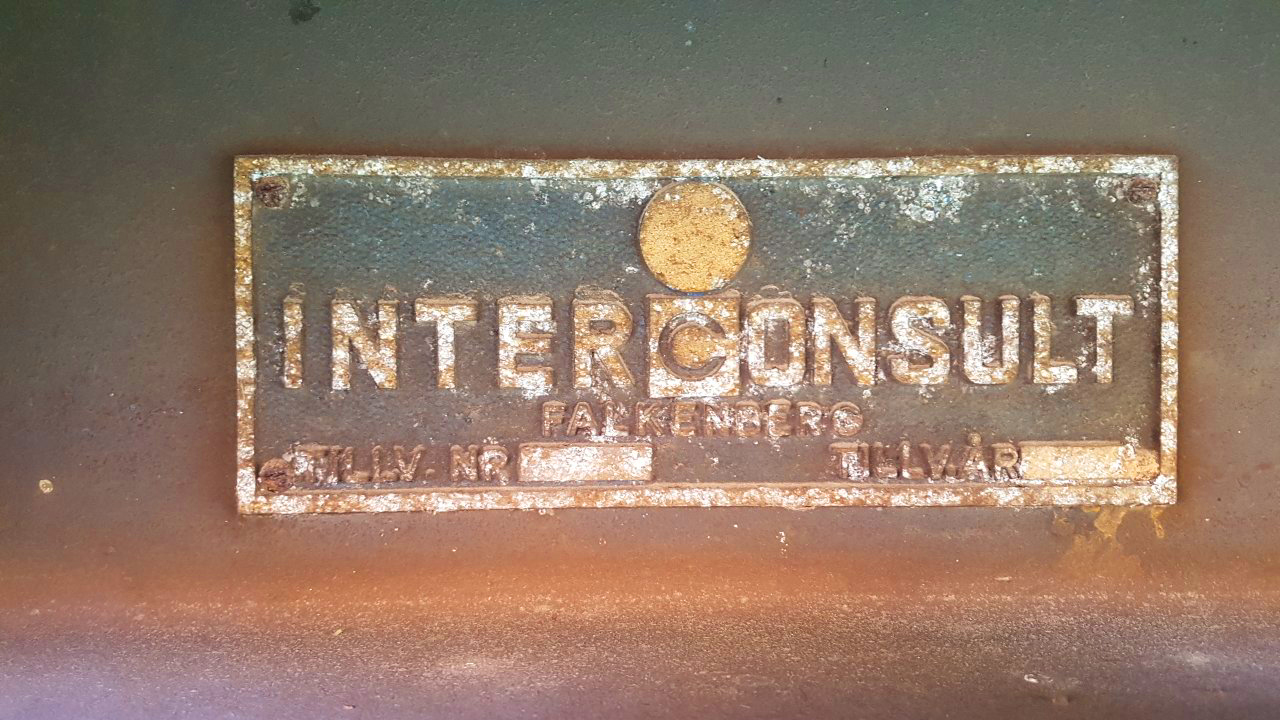 INTERCONSULT
FALKENBERG
TILLV. NR TILLV.ÅR